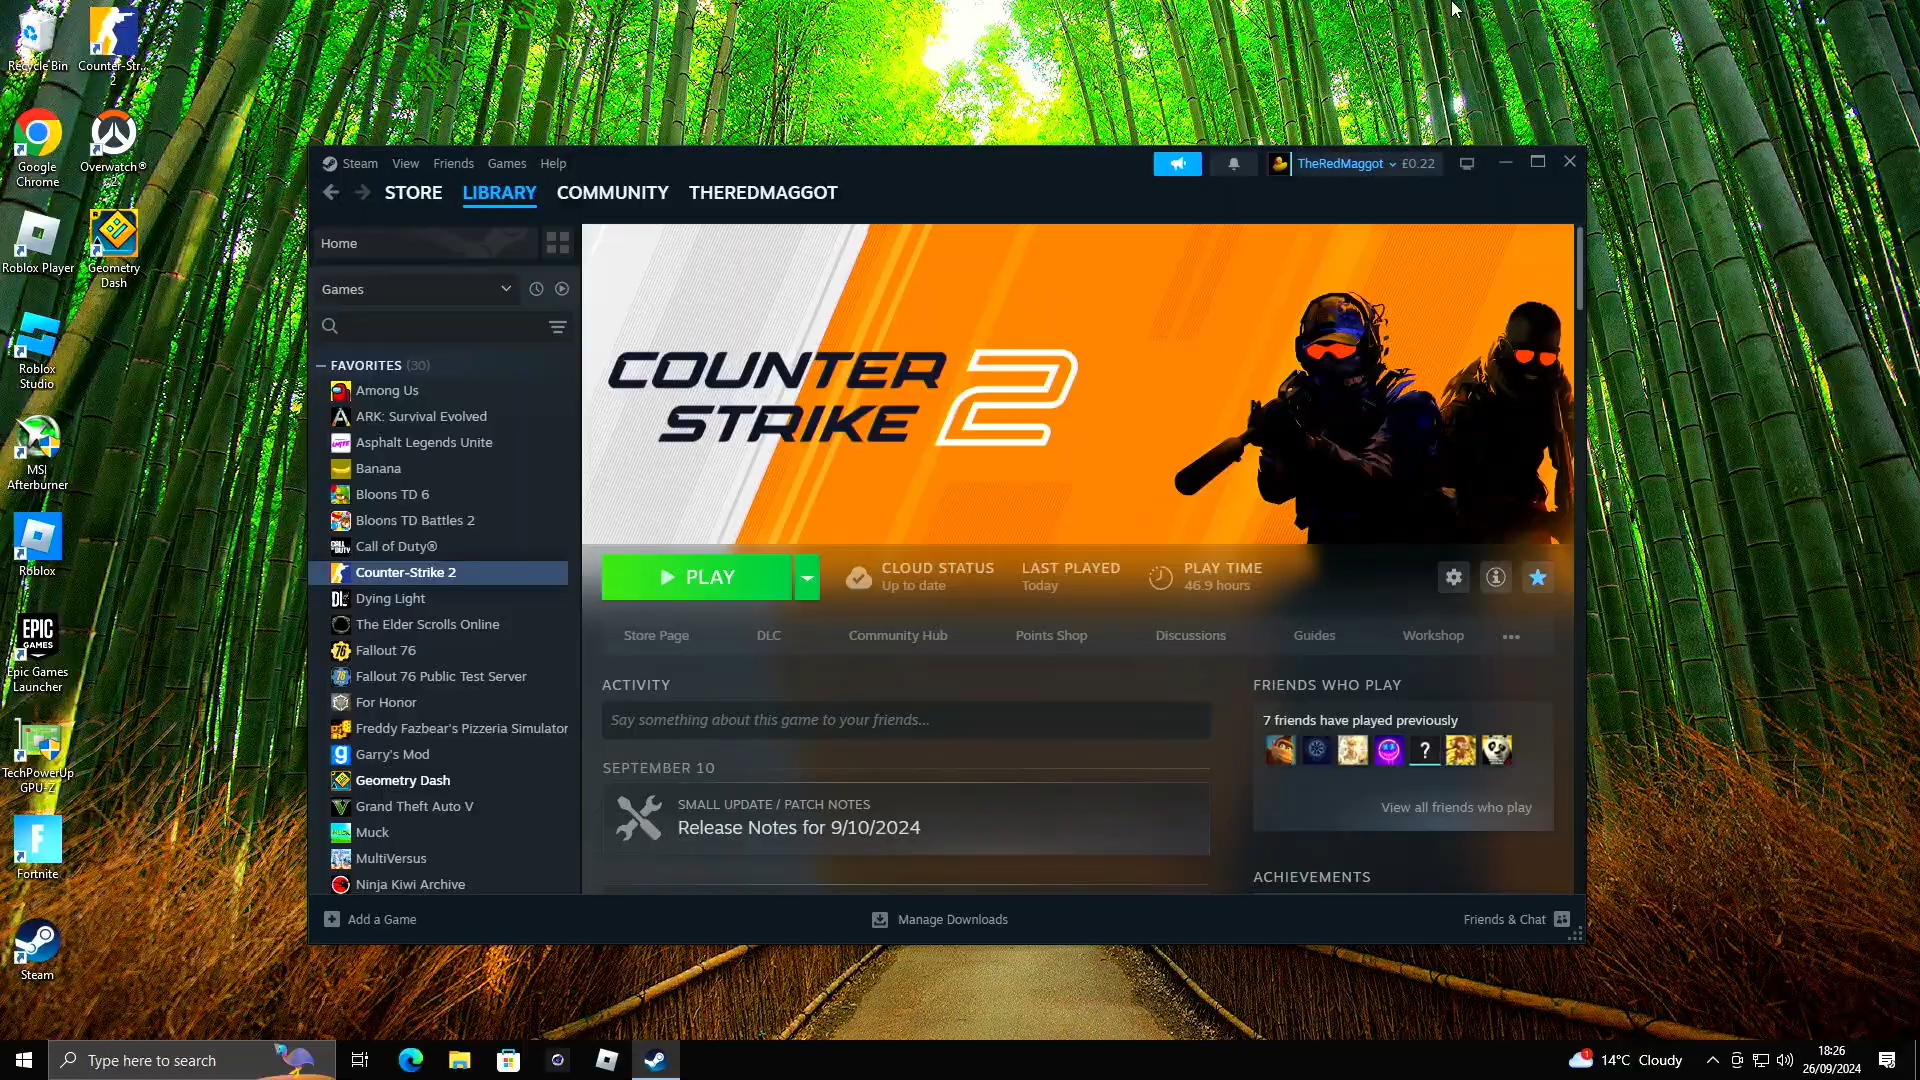 Recycle Bin
Counter-Str...
2
Google
Chrome
Overwatch®
2
Roblox Player
Geometry
Dash
Roblox
Studio
MSI
Afterburner
Roblox
EPIC
GAMES
Epic Games
Launcher
TechPowerUp
GPU-Z
Fortnite
Steam
Steam View Friends Games Help
TheRedMaggot £0.22
STORE LIBRARY COMMUNITY THEREDMAGGOT
Home
Games
FAVORITES (30)
Among Us
ARK: Survival Evolved
Asphalt Legends Unite
Banana
Bloons TD 6
Bloons TD Battles 2
Call of Duty®
Counter-Strike 2
Dying Light
The Elder Scrolls Online
Fallout 76
Fallout 76 Public Test Server
For Honor
Freddy Fazbear's Pizzeria Simulator
Garry's Mod
Geometry Dash
Grand Theft Auto V
Muck
MultiVersus
Ninja Kiwi Archive
COUNTER
STRIKE 2
PLAY
CLOUD STATUS
Up to date
LAST PLAYED
Today
PLAY TIME
46.9 hours
Store Page DLC Community Hub Points Shop Discussions Guides Workshop
ACTIVITY
Say something about this game to your friends...
SEPTEMBER 10
SMALL UPDATE / PATCH NOTES
Release Notes for 9/10/2024
FRIENDS WHO PLAY
7 friends have played previously
?
View all friends who play
ACHIEVEMENTS
Add a Game
Manage Downloads
Friends & Chat
Type here to search
1
14°C Cloudy
18:26
26/09/2024